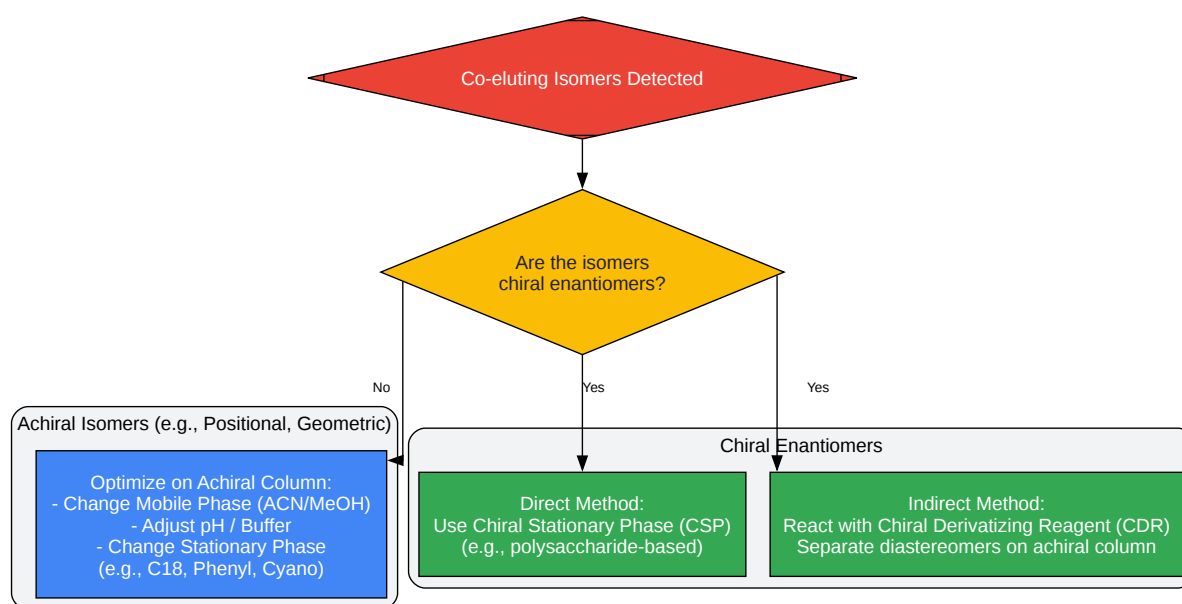 Co-eluting Isomers Detected
Are the isomers
chiral enantiomers?
No
Yes
Yes
Achiral Isomers (e.g., Positional, Geometric)
Optimize on Achiral Column:
- Change Mobile Phase (ACN/MeOH)
- Adjust pH / Buffer
- Change Stationary Phase
(e.g., C18, Phenyl, Cyano)
Chiral Enantiomers
Direct Method:
Use Chiral Stationary Phase (CSP)
(e.g., polysaccharide-based)
Indirect Method:
React with Chiral Derivatizing Reagent (CDR)
Separate diastereomers on achiral column